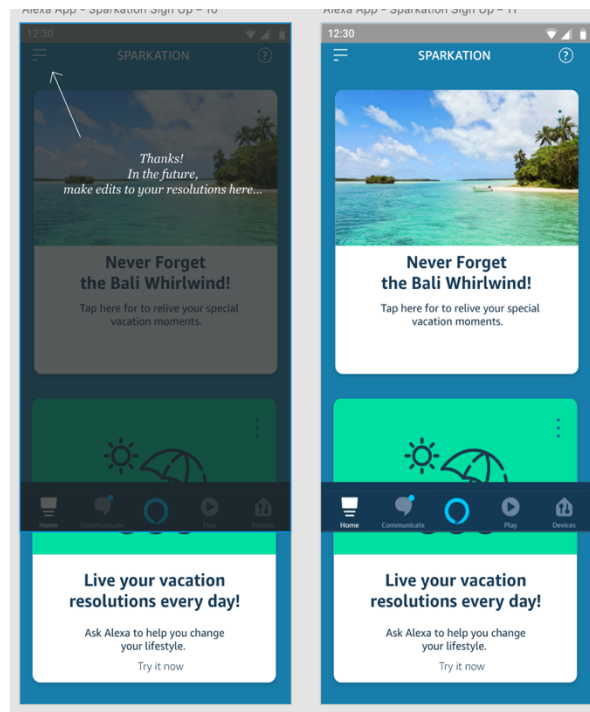 Alexa App - Sparkation Sign Up – 10
12:30
SPARKATION
?
Thanks!
In the future,
make edits to your resolutions here...
Never Forget
the Bali Whirlwind!
Tap here for to relive your special
vacation moments.
Home
Communicate
Play
Devices
Live your vacation
resolutions every day!
Ask Alexa to help you change
your lifestyle.
Try it now
Alexa App - Sparkation Sign Up – 11
12:30
SPARKATION
?
Never Forget
the Bali Whirlwind!
Tap here for to relive your special
vacation moments.
Home
Communicate
Play
Devices
Live your vacation
resolutions every day!
Ask Alexa to help you change
your lifestyle.
Try it now